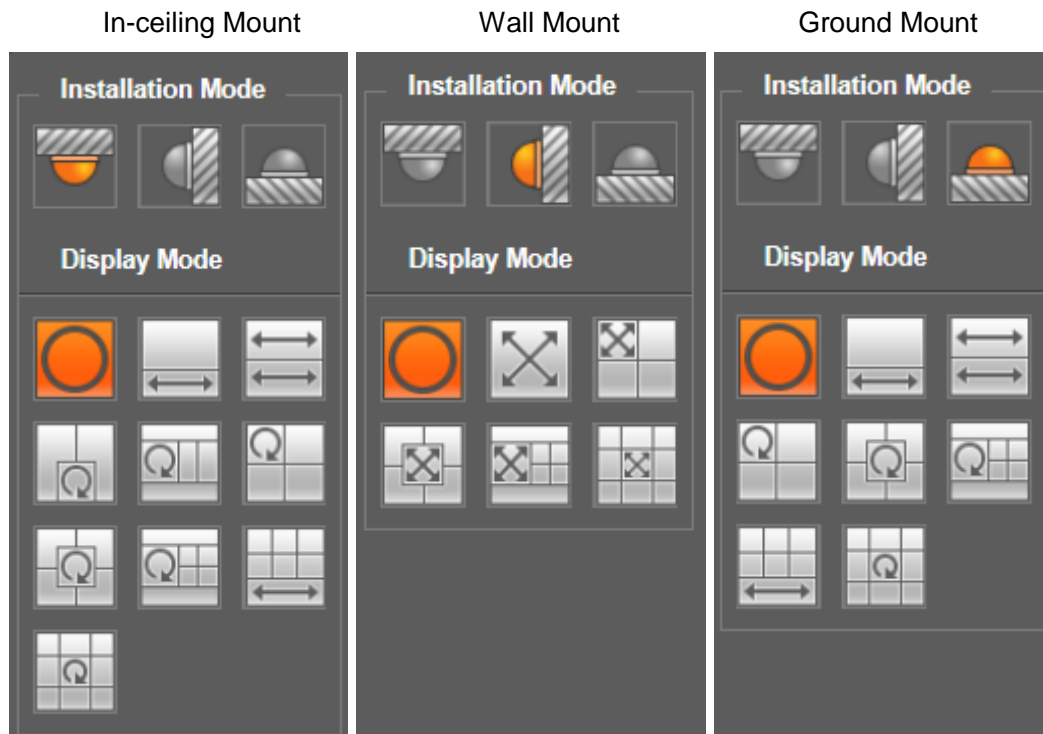 In-ceiling Mount
Wall Mount
Ground Mount
Installation Mode
Installation Mode
Installation Mode
Display Mode
Display Mode
Display Mode